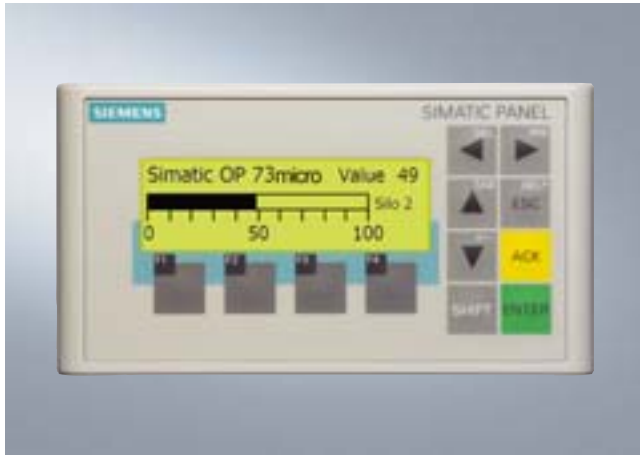 SIEMENS
SIMATIC PANEL
Simatic OP 73micro Value 49
Silo 2
0 50 100
F1 F2 F3 F4
ESC
ACK
SHIFT ENTER